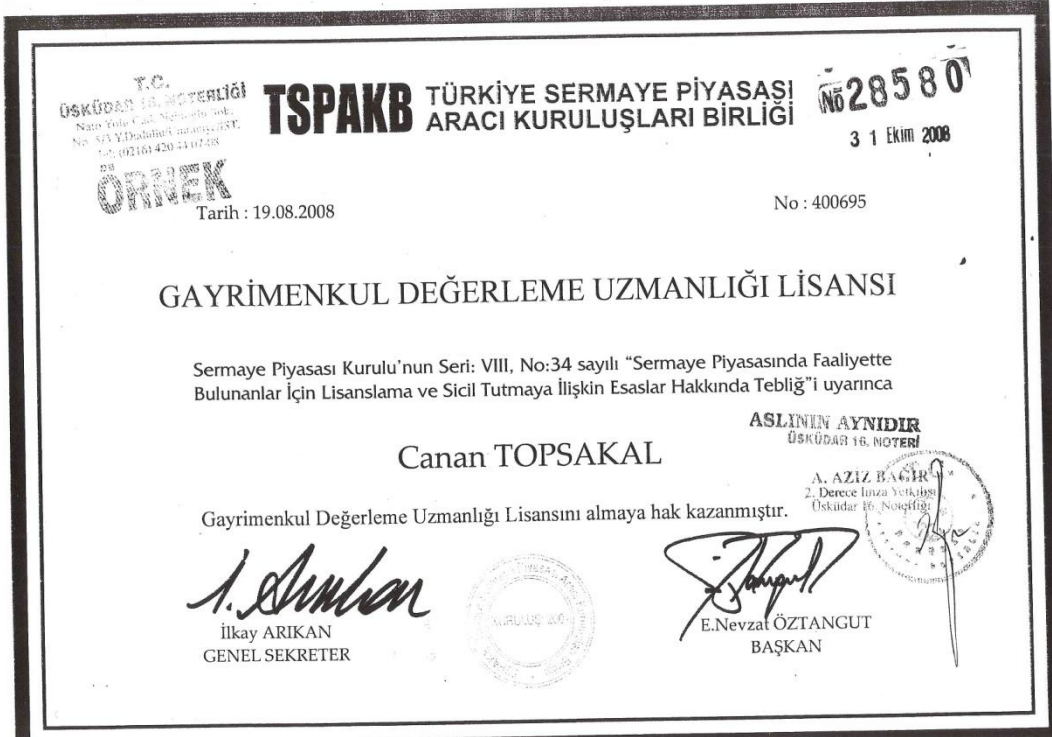 T.C.
ÜSKÜDAR 16. NOTERLİĞİ
ÖRNEK
TSPAKB TÜRKİYE SERMAYE PİYASASI
ARACI KURULUŞLARI BİRLİĞİ
No 28580
31 Ekim 2008
Tarih : 19.08.2008
No : 400695
GAYRİMENKUL DEĞERLEME UZMANLIĞI LİSANSI
Sermaye Piyasası Kurulu'nun Seri: VIII, No:34 sayılı "Sermaye Piyasasında Faaliyette
Bulunanlar İçin Lisanslama ve Sicil Tutmaya İlişkin Esaslar Hakkında Tebliğ"i uyarınca
ASLININ AYNIDIR
ÜSKÜDAR 16. NOTERİ
Canan TOPSAKAL
A. AZIZ BAĞIR
2. Derece İmza Yetkilisi
Üsküdar 16. Noterliği
Gayrimenkul Değerleme Uzmanlığı Lisansını almaya hak kazanmıştır.
İlkay ARIKAN
GENEL SEKRETER
KURULUŞ
E.Nevzat ÖZTANGUT
BAŞKAN